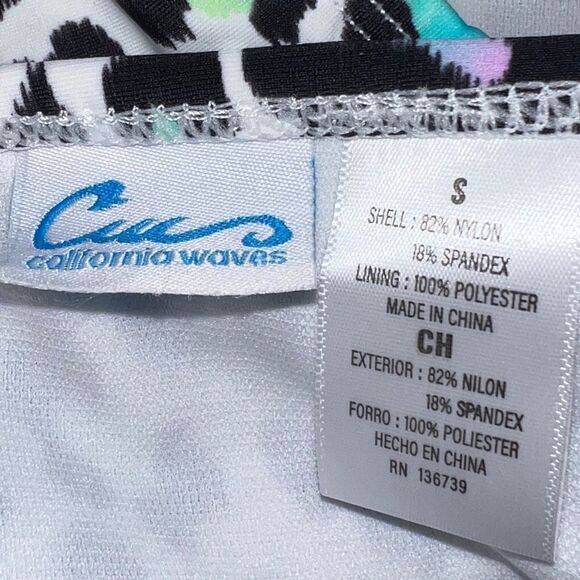 Cwvs
california waves
S
SHELL : 82% NYLON
18% SPANDEX
LINING : 100% POLYESTER
MADE IN CHINA
CH
EXTERIOR : 82% NILON
18% SPANDEX
FORRO : 100% POLIESTER
HECHO EN CHINA
RN 136739